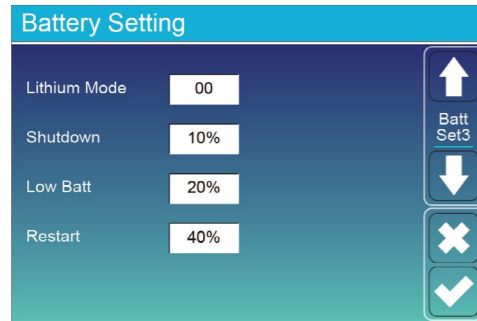 Battery Setting
Lithium Mode 00
Shutdown 10%
Low Batt 20%
Restart 40%
Batt
Set3